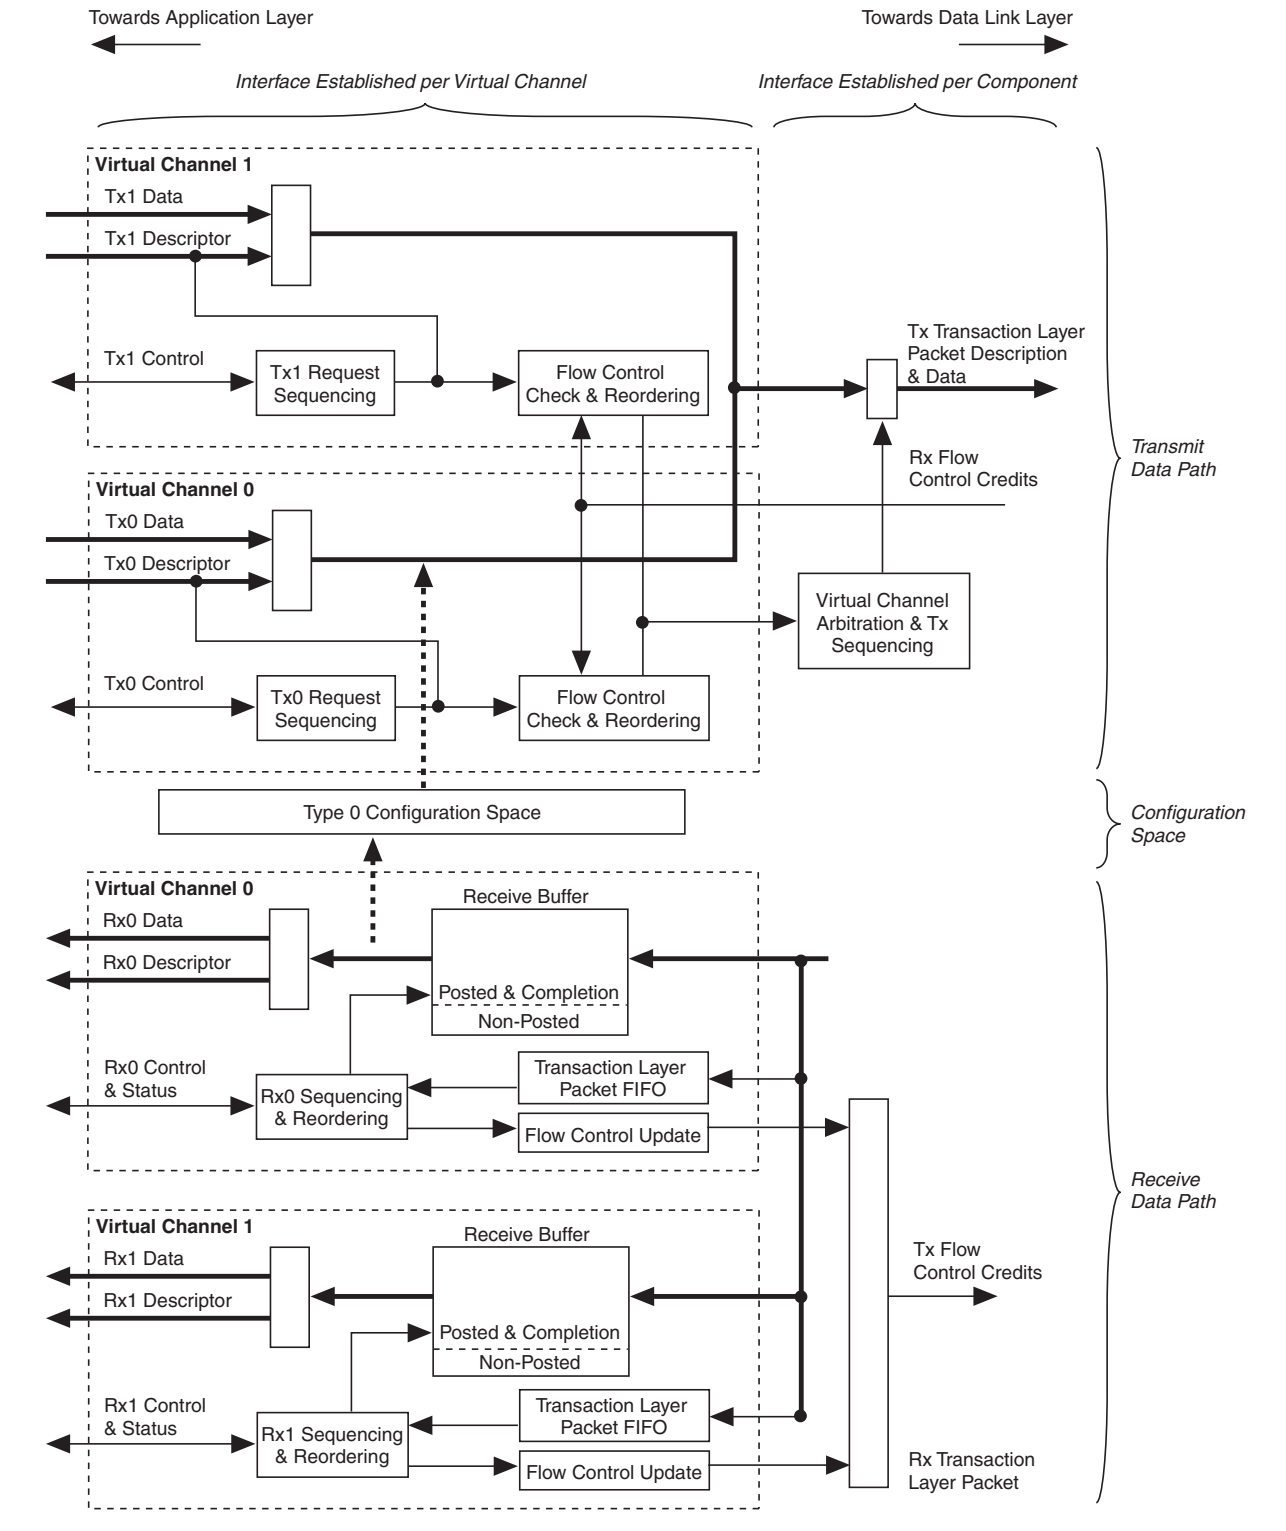 Towards Application Layer
Towards Data Link Layer
Interface Established per Virtual Channel
Interface Established per Component
Virtual Channel 1
Tx1 Data
Tx1 Descriptor
Tx1 Control
Tx1 Request
Sequencing
Flow Control
Check & Reordering
Tx Transaction Layer
Packet Description
& Data
Rx Flow
Control Credits
Transmit
Data Path
Virtual Channel 0
Tx0 Data
Tx0 Descriptor
Tx0 Control
Tx0 Request
Sequencing
Flow Control
Check & Reordering
Virtual Channel
Arbitration & Tx
Sequencing
Type 0 Configuration Space
Configuration
Space
Virtual Channel 0
Rx0 Data
Rx0 Descriptor
Receive Buffer
Posted & Completion
Non-Posted
Rx0 Control
& Status
Rx0 Sequencing
& Reordering
Transaction Layer
Packet FIFO
Flow Control Update
Receive
Data Path
Virtual Channel 1
Rx1 Data
Rx1 Descriptor
Receive Buffer
Posted & Completion
Non-Posted
Rx1 Control
& Status
Rx1 Sequencing
& Reordering
Transaction Layer
Packet FIFO
Flow Control Update
Tx Flow
Control Credits
Rx Transaction
Layer Packet